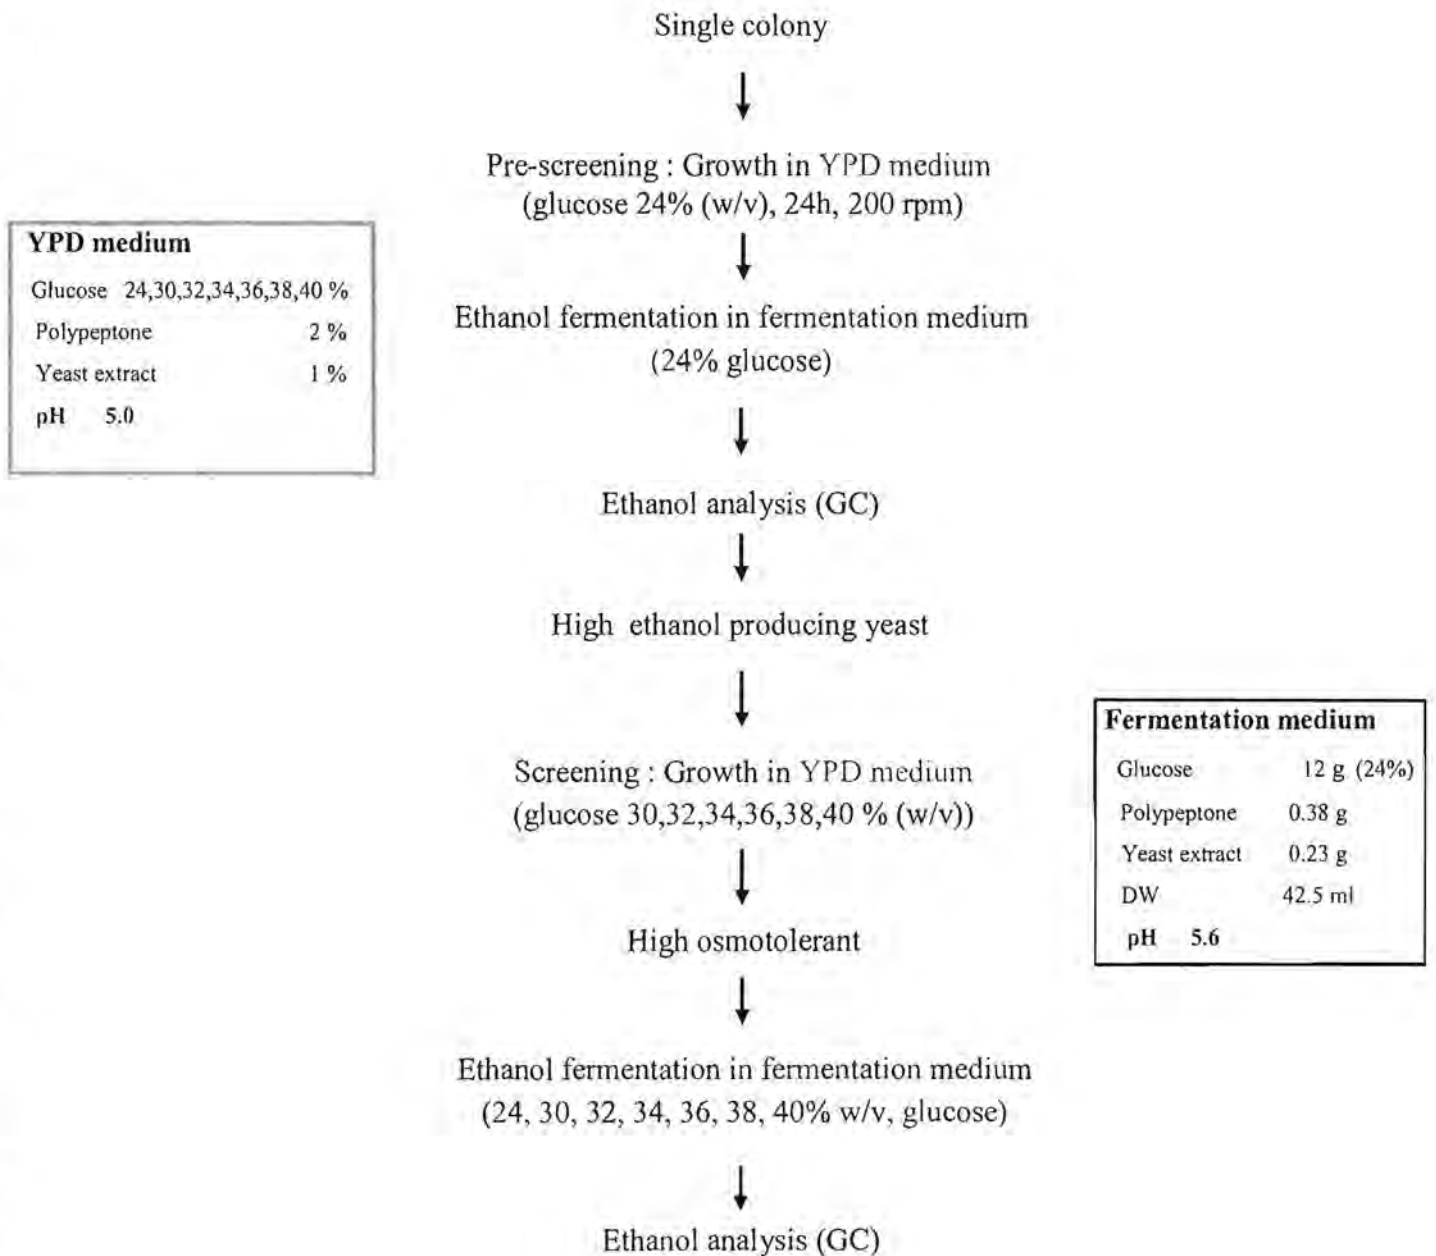 Single colony
Pre-screening : Growth in YPD medium
(glucose 24% (w/v), 24h, 200 rpm)
YPD medium
Glucose 24,30,32,34,36,38,40 %
Polypeptone 2 %
Yeast extract 1 %
pH 5.0
Ethanol fermentation in fermentation medium
(24% glucose)
Ethanol analysis (GC)
High ethanol producing yeast
Screening : Growth in YPD medium
(glucose 30,32,34,36,38,40 % (w/v))
Fermentation medium
Glucose 12 g (24%)
Polypeptone 0.38 g
Yeast extract 0.23 g
DW 42.5 ml
pH 5.6
High osmotolerant
Ethanol fermentation in fermentation medium
(24, 30, 32, 34, 36, 38, 40% w/v, glucose)
Ethanol analysis (GC)